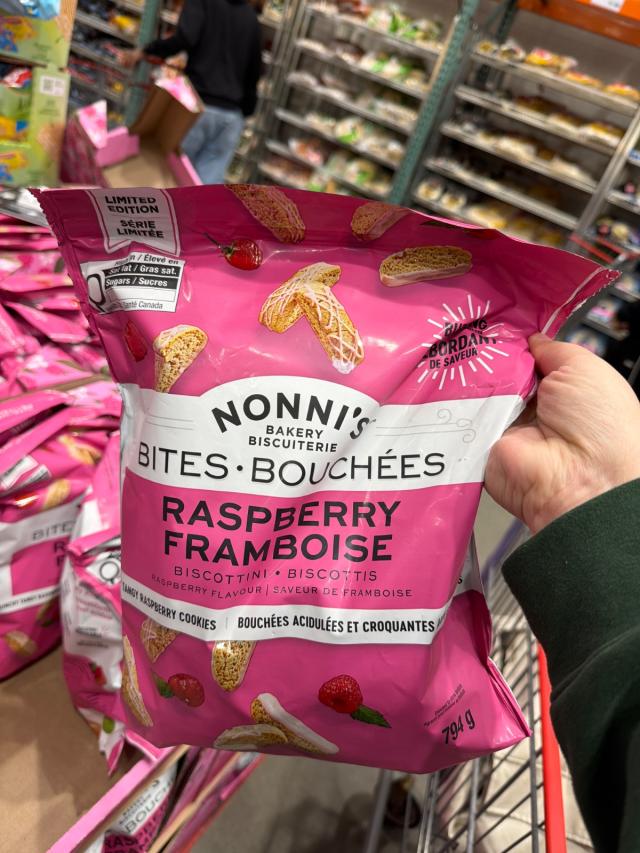 LIMITED
EDITION
SÉRIE
LIMITÉE
/ Élevé en
Sat fat / Gras sat.
Sugars / Sucres
Santé Canada
DE SAVEUR
NONNI'S
BAKERY
BISCUITERIE
BITES · BOUCHÉES
RASPBERRY
FRAMBOISE
BISCOTTINI · BISCOTTIS
RASPBERRY FLAVOUR | SAVEUR DE FRAMBOISE
TANGY RASPBERRY COOKIES | BOUCHÉES ACIDULÉES ET CROQUANTES
794 g